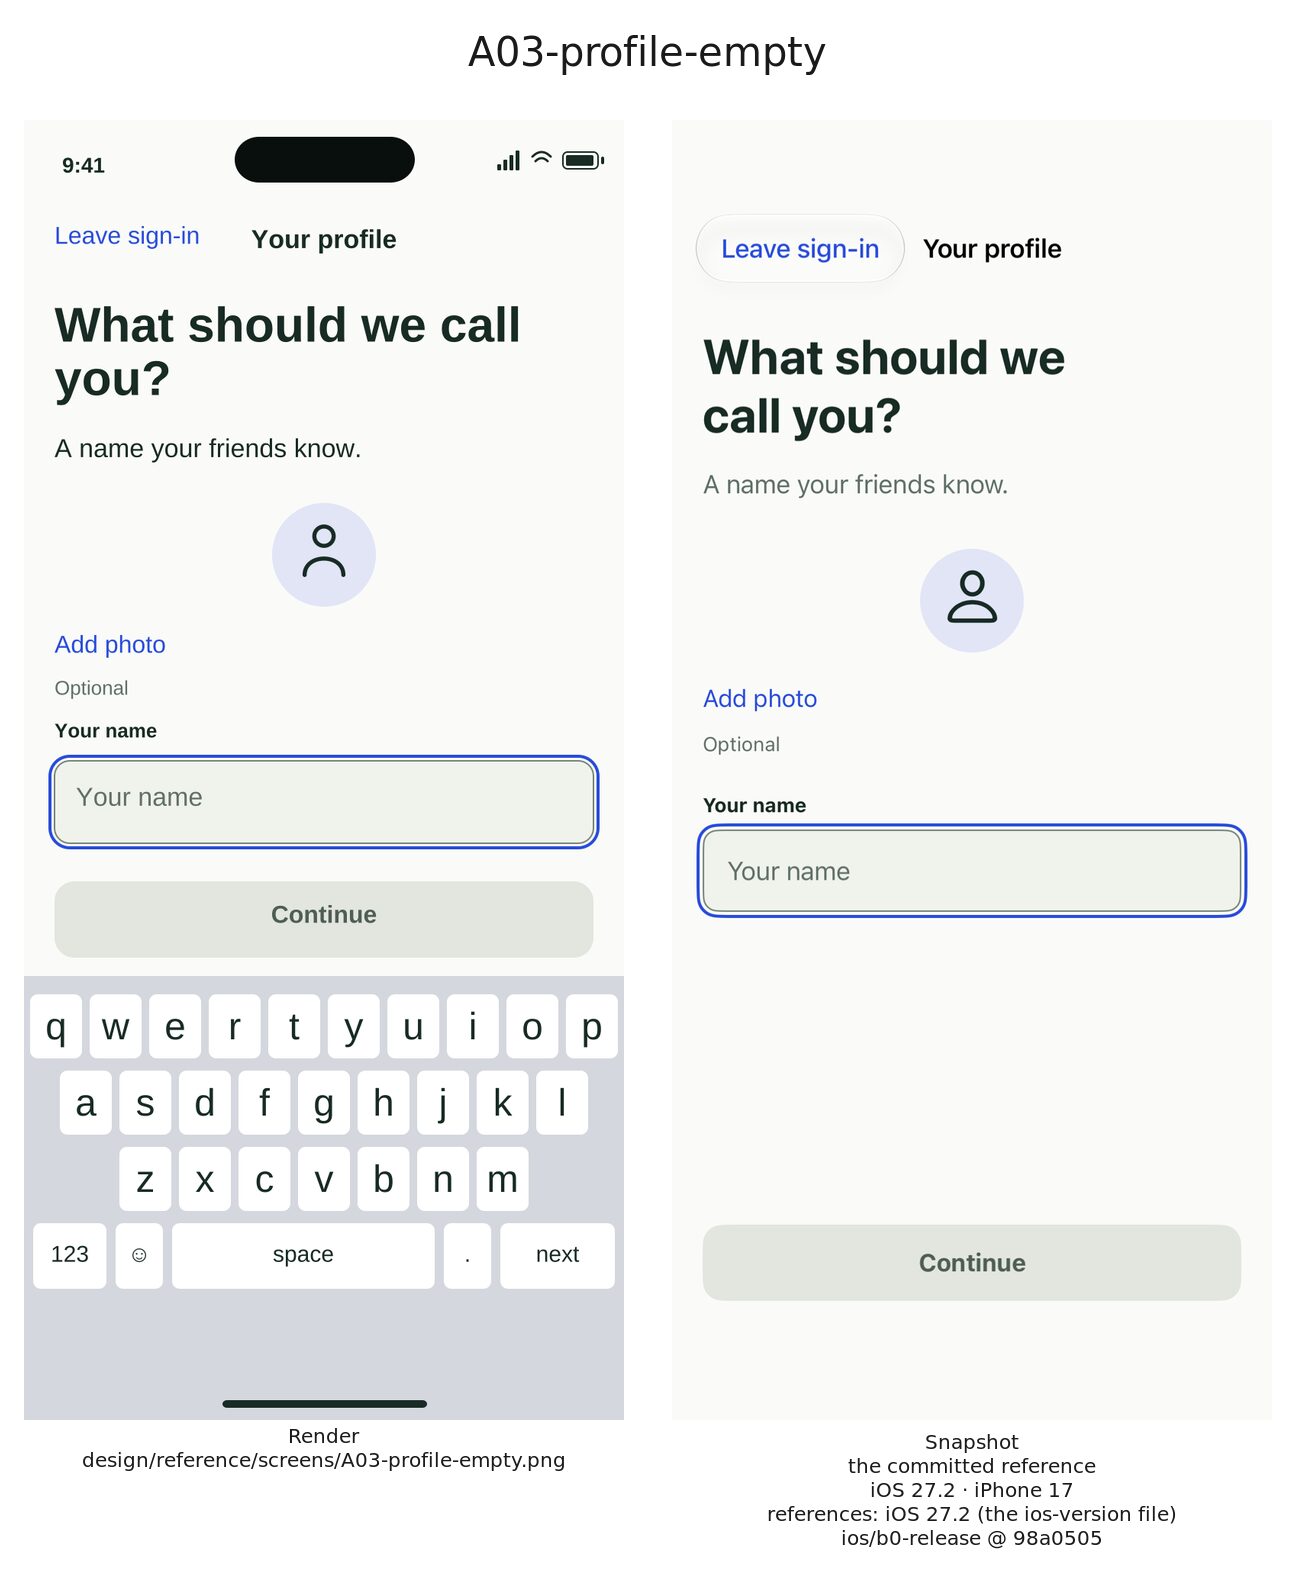 A03-profile-empty
9:41
Leave sign-in
Your profile
What should we call
you?
A name your friends know.
Add photo
Optional
Your name
Your name
Continue
q w e r t y u i o p
a s d f g h j k l
z x c v b n m
123 ☺ space . next
Render
design/reference/screens/A03-profile-empty.png
Leave sign-in
Your profile
What should we
call you?
A name your friends know.
Add photo
Optional
Your name
Your name
Continue
Snapshot
the committed reference
iOS 27.2 · iPhone 17
references: iOS 27.2 (the ios-version file)
ios/b0-release @ 98a0505